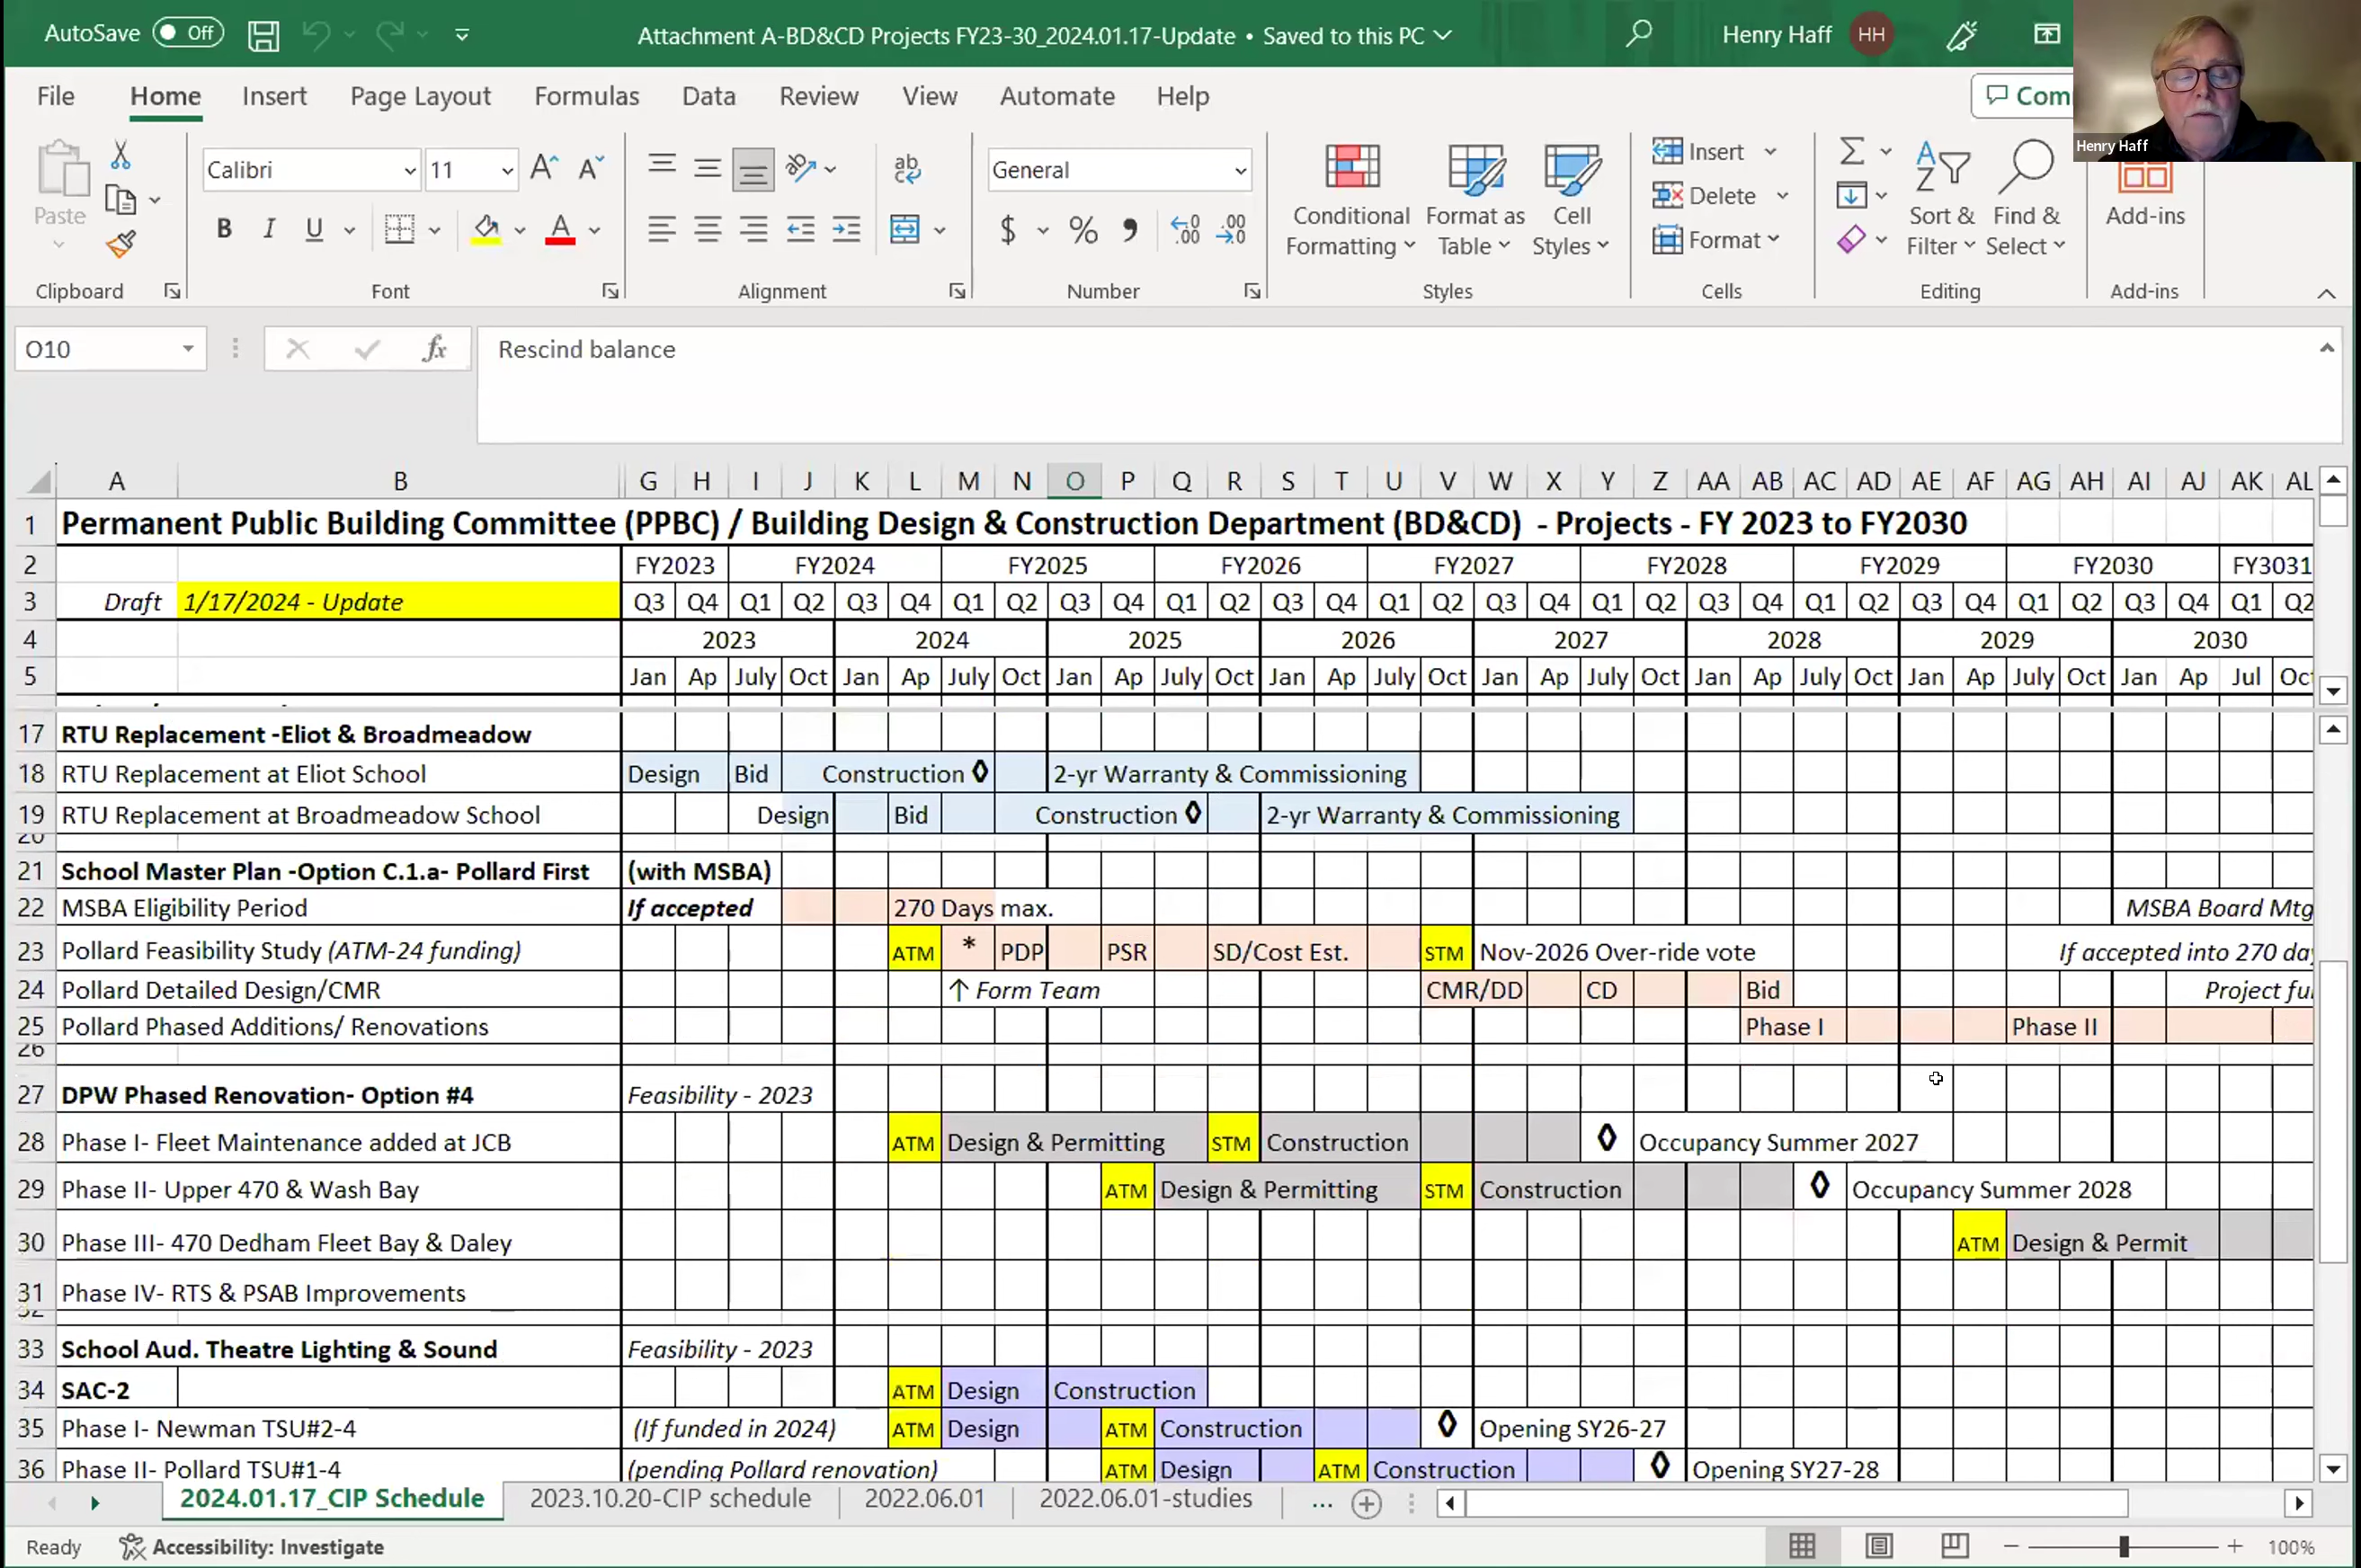 AutoSave Off Attachment A-BD&CD Projects FY23-30_2024.01.17-Update • Saved to this PC Henry Haff HH
File Home Insert Page Layout Formulas Data Review View Automate Help Com
Henry Haff
Paste Calibri 11 General Conditional Formatting Format as Table Cell Styles Insert Delete Format Sort & Filter Find & Select Add-ins
Clipboard Font Alignment Number Styles Cells Editing Add-ins
O10 fx Rescind balance
A B G H I J K L M N O P Q R S T U V W X Y Z AA AB AC AD AE AF AG AH AI AJ AK AL
1 Permanent Public Building Committee (PPBC) / Building Design & Construction Department (BD&CD) - Projects - FY 2023 to FY2030
2 FY2023 FY2024 FY2025 FY2026 FY2027 FY2028 FY2029 FY2030 FY3031
3 Draft 1/17/2024 - Update Q3 Q4 Q1 Q2 Q3 Q4 Q1 Q2 Q3 Q4 Q1 Q2 Q3 Q4 Q1 Q2 Q3 Q4 Q1 Q2 Q3 Q4 Q1 Q2 Q3 Q4 Q1 Q2 Q3 Q4 Q1 Q2
4 2023 2024 2025 2026 2027 2028 2029 2030
5 Jan Ap July Oct Jan Ap July Oct Jan Ap July Oct Jan Ap July Oct Jan Ap July Oct Jan Ap July Oct Jan Ap July Oct Jan Ap Jul Oct
17 RTU Replacement -Eliot & Broadmeadow
18 RTU Replacement at Eliot School Design Bid Construction ◊ 2-yr Warranty & Commissioning
19 RTU Replacement at Broadmeadow School Design Bid Construction ◊ 2-yr Warranty & Commissioning
20
21 School Master Plan -Option C.1.a- Pollard First (with MSBA)
22 MSBA Eligibility Period If accepted 270 Days max. MSBA Board Mtg
23 Pollard Feasibility Study (ATM-24 funding) ATM * PDP PSR SD/Cost Est. STM Nov-2026 Over-ride vote If accepted into 270 da
24 Pollard Detailed Design/CMR ↑ Form Team CMR/DD CD Bid Project fu
25 Pollard Phased Additions/ Renovations Phase I Phase II
26
27 DPW Phased Renovation- Option #4 Feasibility - 2023
28 Phase I- Fleet Maintenance added at JCB ATM Design & Permitting STM Construction ◊ Occupancy Summer 2027
29 Phase II- Upper 470 & Wash Bay ATM Design & Permitting STM Construction ◊ Occupancy Summer 2028
30 Phase III- 470 Dedham Fleet Bay & Daley ATM Design & Permit
31 Phase IV- RTS & PSAB Improvements
32
33 School Aud. Theatre Lighting & Sound Feasibility - 2023
34 SAC-2 ATM Design Construction
35 Phase I- Newman TSU#2-4 (If funded in 2024) ATM Design ATM Construction ◊ Opening SY26-27
36 Phase II- Pollard TSU#1-4 (pending Pollard renovation) ATM Design ATM Construction ◊ Opening SY27-28
2024.01.17_CIP Schedule 2023.10.20-CIP schedule 2022.06.01 2022.06.01-studies ...
Ready Accessibility: Investigate 100%